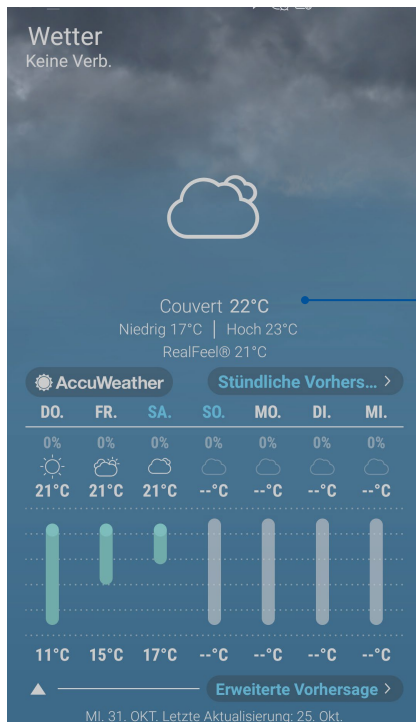 Wetter
Keine Verb.
Couvert 22°C
Niedrig 17°C | Hoch 23°C
RealFeel® 21°C
AccuWeather Stündliche Vorhers... >
DO. FR. SA. SO. MO. DI. MI.
0% 0% 0% 0% 0% 0% 0%
21°C 21°C 21°C --°C --°C --°C --°C
11°C 15°C 17°C --°C --°C --°C --°C
Erweiterte Vorhersage >
MI. 31. OKT. Letzte Aktualisierung: 25. Okt.